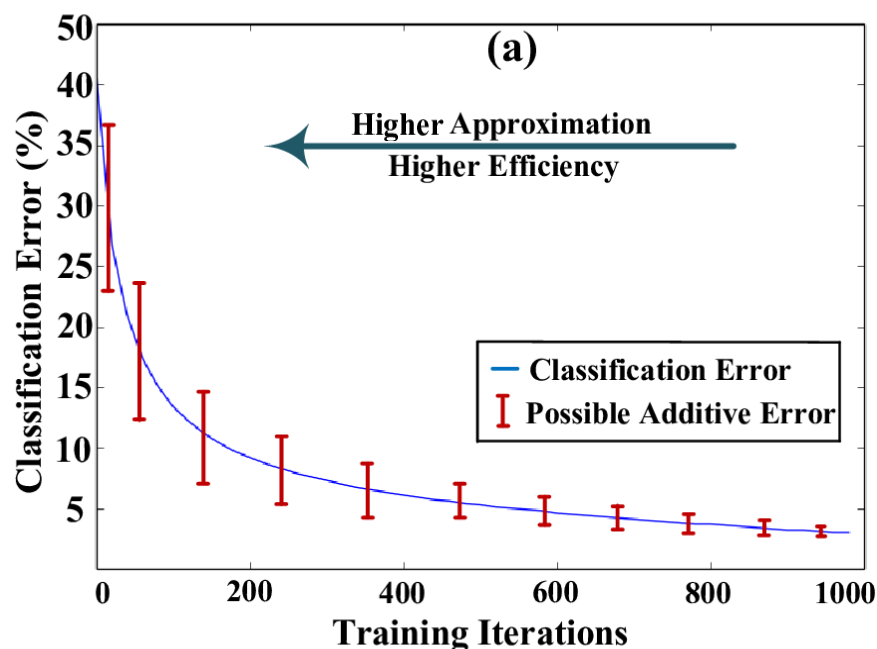 (a)
Higher Approximation
Higher Efficiency
Classification Error (%)
50
40
35
30
25
20
15
10
5
Classification Error
Possible Additive Error
0 200 400 600 800 1000
Training Iterations